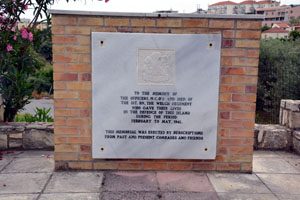 TO THE MEMORY OF
THE OFFICERS, W.O.s, N.C.O.s AND MEN OF
THE 1ST BN. THE WELCH REGIMENT
WHO GAVE THEIR LIVES
IN THE DEFENCE OF THIS ISLAND
DURING THE PERIOD
FEBRUARY TO MAY, 1941.
THIS MEMORIAL WAS ERECTED BY SUBSCRIPTIONS
FROM PAST AND PRESENT COMRADES AND FRIENDS